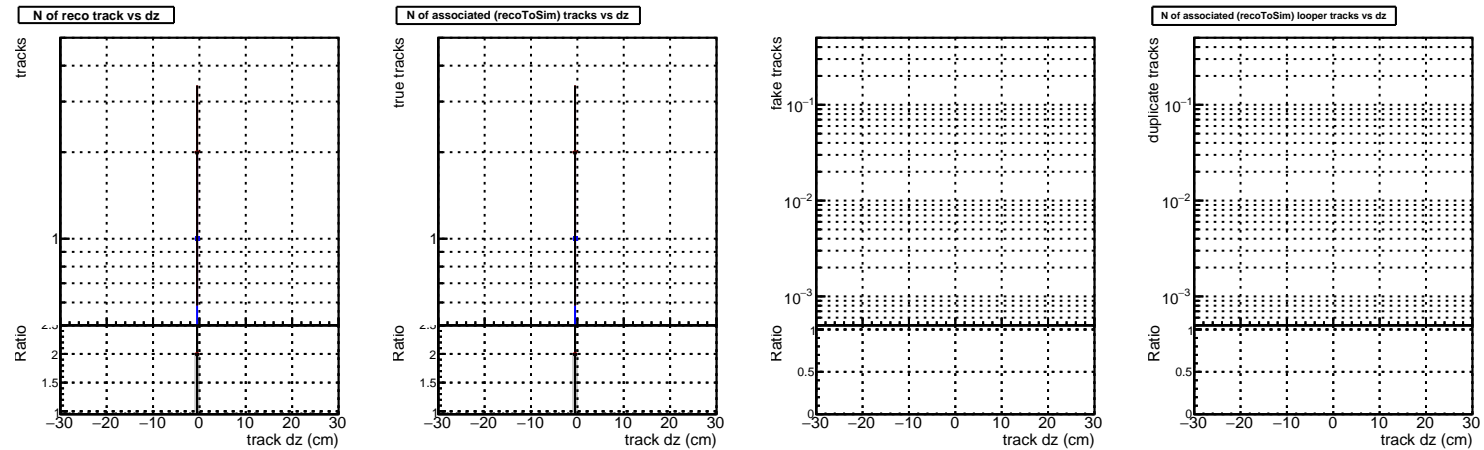 N of reco track vs dz
tracks
1
Ratio
2.5
2
1.5
1
−30 −20 −10 0 10 20 30
track dz (cm)
N of associated (recoToSim) tracks vs dz
true tracks
1
Ratio
2.5
2
1.5
1
−30 −20 −10 0 10 20 30
track dz (cm)
fake tracks
10−1
10−2
10−3
Ratio
1
0.5
0
−30 −20 −10 0 10 20 30
track dz (cm)
N of associated (recoToSim) looper tracks vs dz
duplicate tracks
10−1
10−2
10−3
Ratio
1
0.5
0
−30 −20 −10 0 10 20 30
track dz (cm)